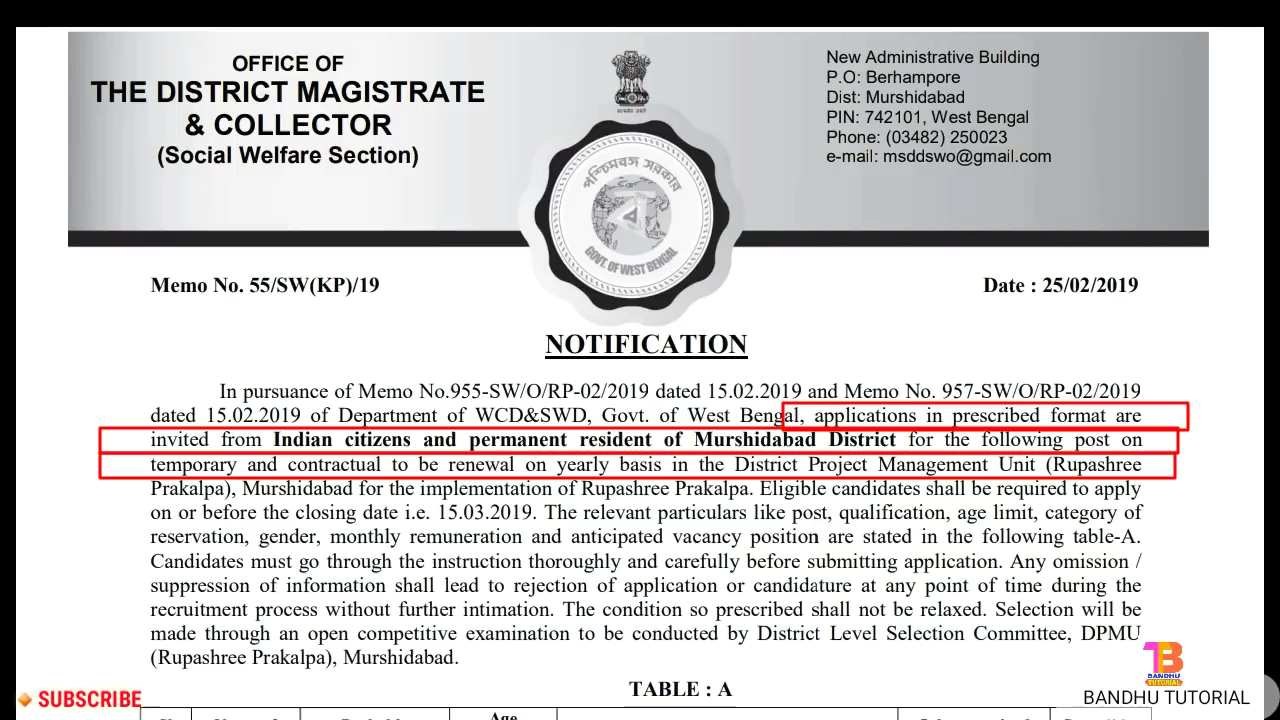 OFFICE OF
THE DISTRICT MAGISTRATE
& COLLECTOR
(Social Welfare Section)
New Administrative Building
P.O: Berhampore
Dist: Murshidabad
PIN: 742101, West Bengal
Phone: (03482) 250023
e-mail: msddswo@gmail.com
পশ্চিমবঙ্গ সরকার
GOVT. OF WEST BENGAL
Memo No. 55/SW(KP)/19
Date : 25/02/2019
NOTIFICATION
In pursuance of Memo No.955-SW/O/RP-02/2019 dated 15.02.2019 and Memo No. 957-SW/O/RP-02/2019
dated 15.02.2019 of Department of WCD&SWD, Govt. of West Bengal, applications in prescribed format are
invited from Indian citizens and permanent resident of Murshidabad District for the following post on
temporary and contractual to be renewal on yearly basis in the District Project Management Unit (Rupashree
Prakalpa), Murshidabad for the implementation of Rupashree Prakalpa. Eligible candidates shall be required to apply
on or before the closing date i.e. 15.03.2019. The relevant particulars like post, qualification, age limit, category of
reservation, gender, monthly remuneration and anticipated vacancy position are stated in the following table-A.
Candidates must go through the instruction thoroughly and carefully before submitting application. Any omission /
suppression of information shall lead to rejection of application or candidature at any point of time during the
recruitment process without further intimation. The condition so prescribed shall not be relaxed. Selection will be
made through an open competitive examination to be conducted by District Level Selection Committee, DPMU
(Rupashree Prakalpa), Murshidabad.
TABLE : A
Age
TB
BANDHU
TUTORIAL
SUBSCRIBE
BANDHU TUTORIAL